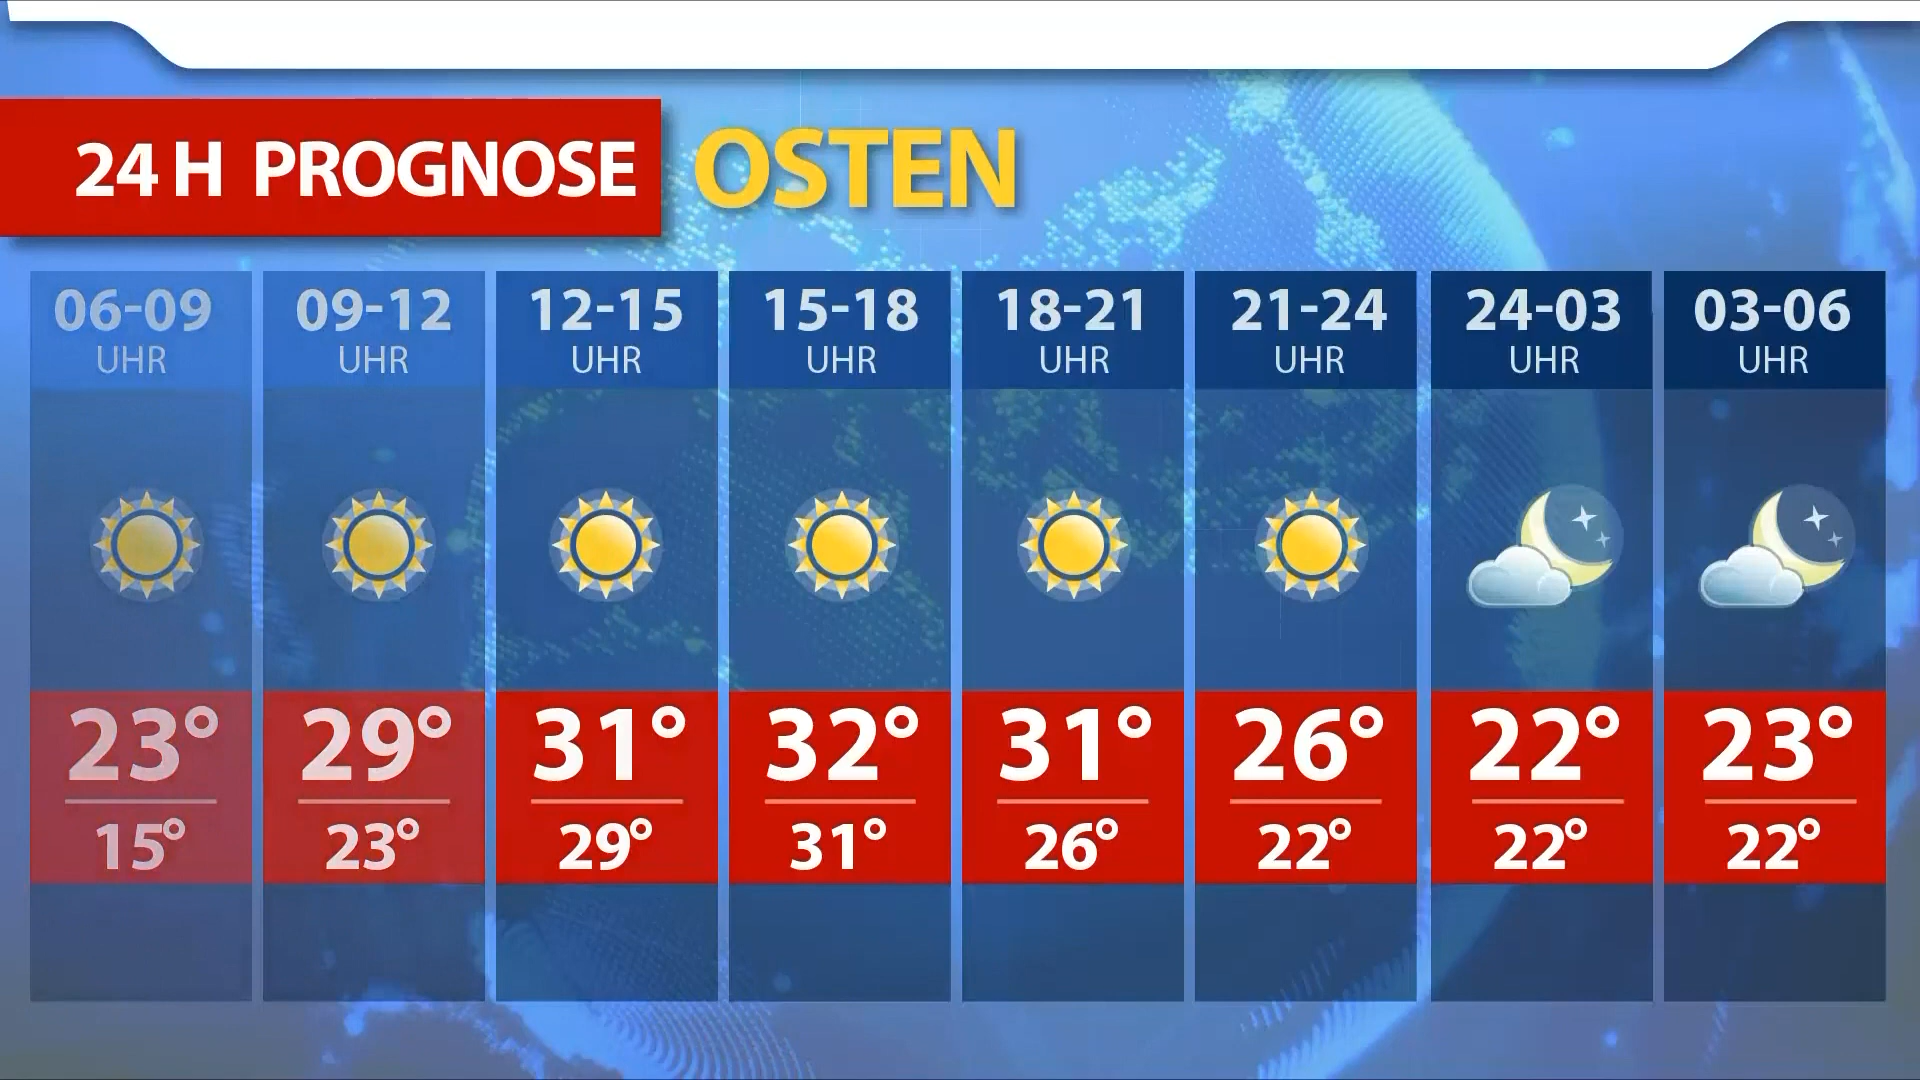 24 H PROGNOSE OSTEN
06-09 09-12 12-15 15-18 18-21 21-24 24-03 03-06
UHR UHR UHR UHR UHR UHR UHR UHR
23° 29° 31° 32° 31° 26° 22° 23°
15° 23° 29° 31° 26° 22° 22° 22°